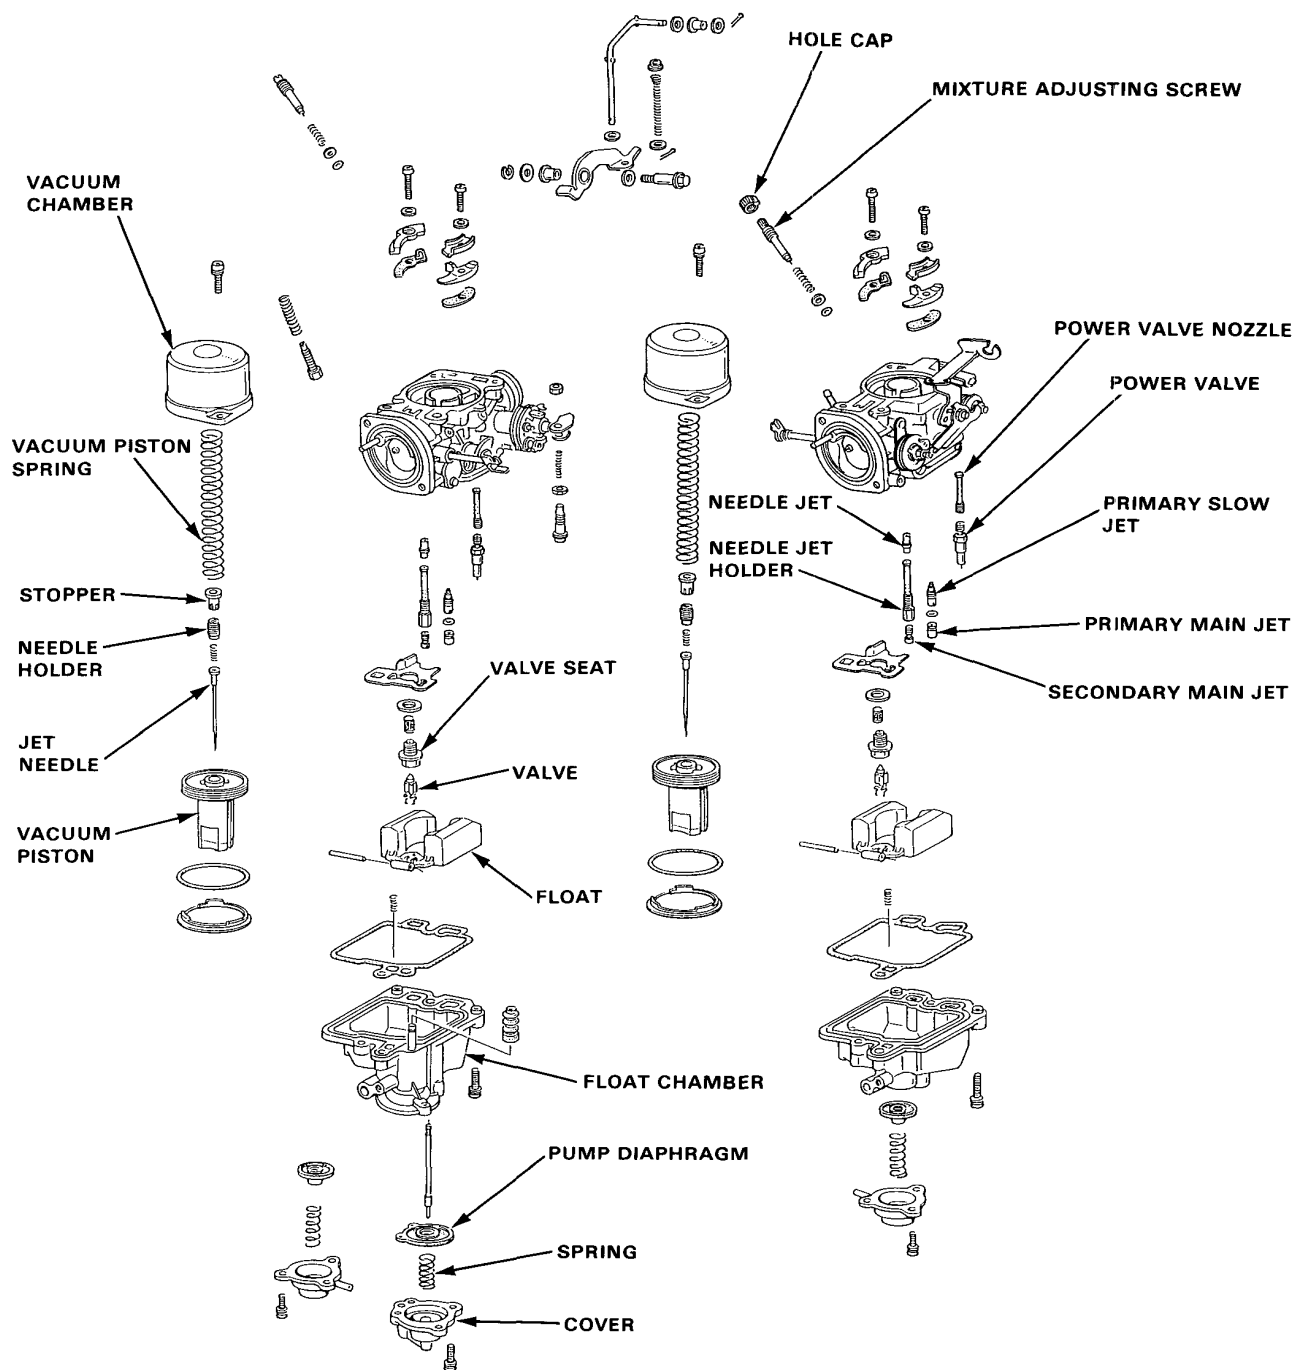 HOLE CAP
MIXTURE ADJUSTING SCREW
VACUUM
CHAMBER
POWER VALVE NOZZLE
POWER VALVE
VACUUM PISTON
SPRING
NEEDLE JET
PRIMARY SLOW
JET
NEEDLE JET
HOLDER
STOPPER
PRIMARY MAIN JET
NEEDLE
HOLDER
VALVE SEAT
SECONDARY MAIN JET
JET
NEEDLE
VALVE
VACUUM
PISTON
FLOAT
FLOAT CHAMBER
PUMP DIAPHRAGM
SPRING
COVER